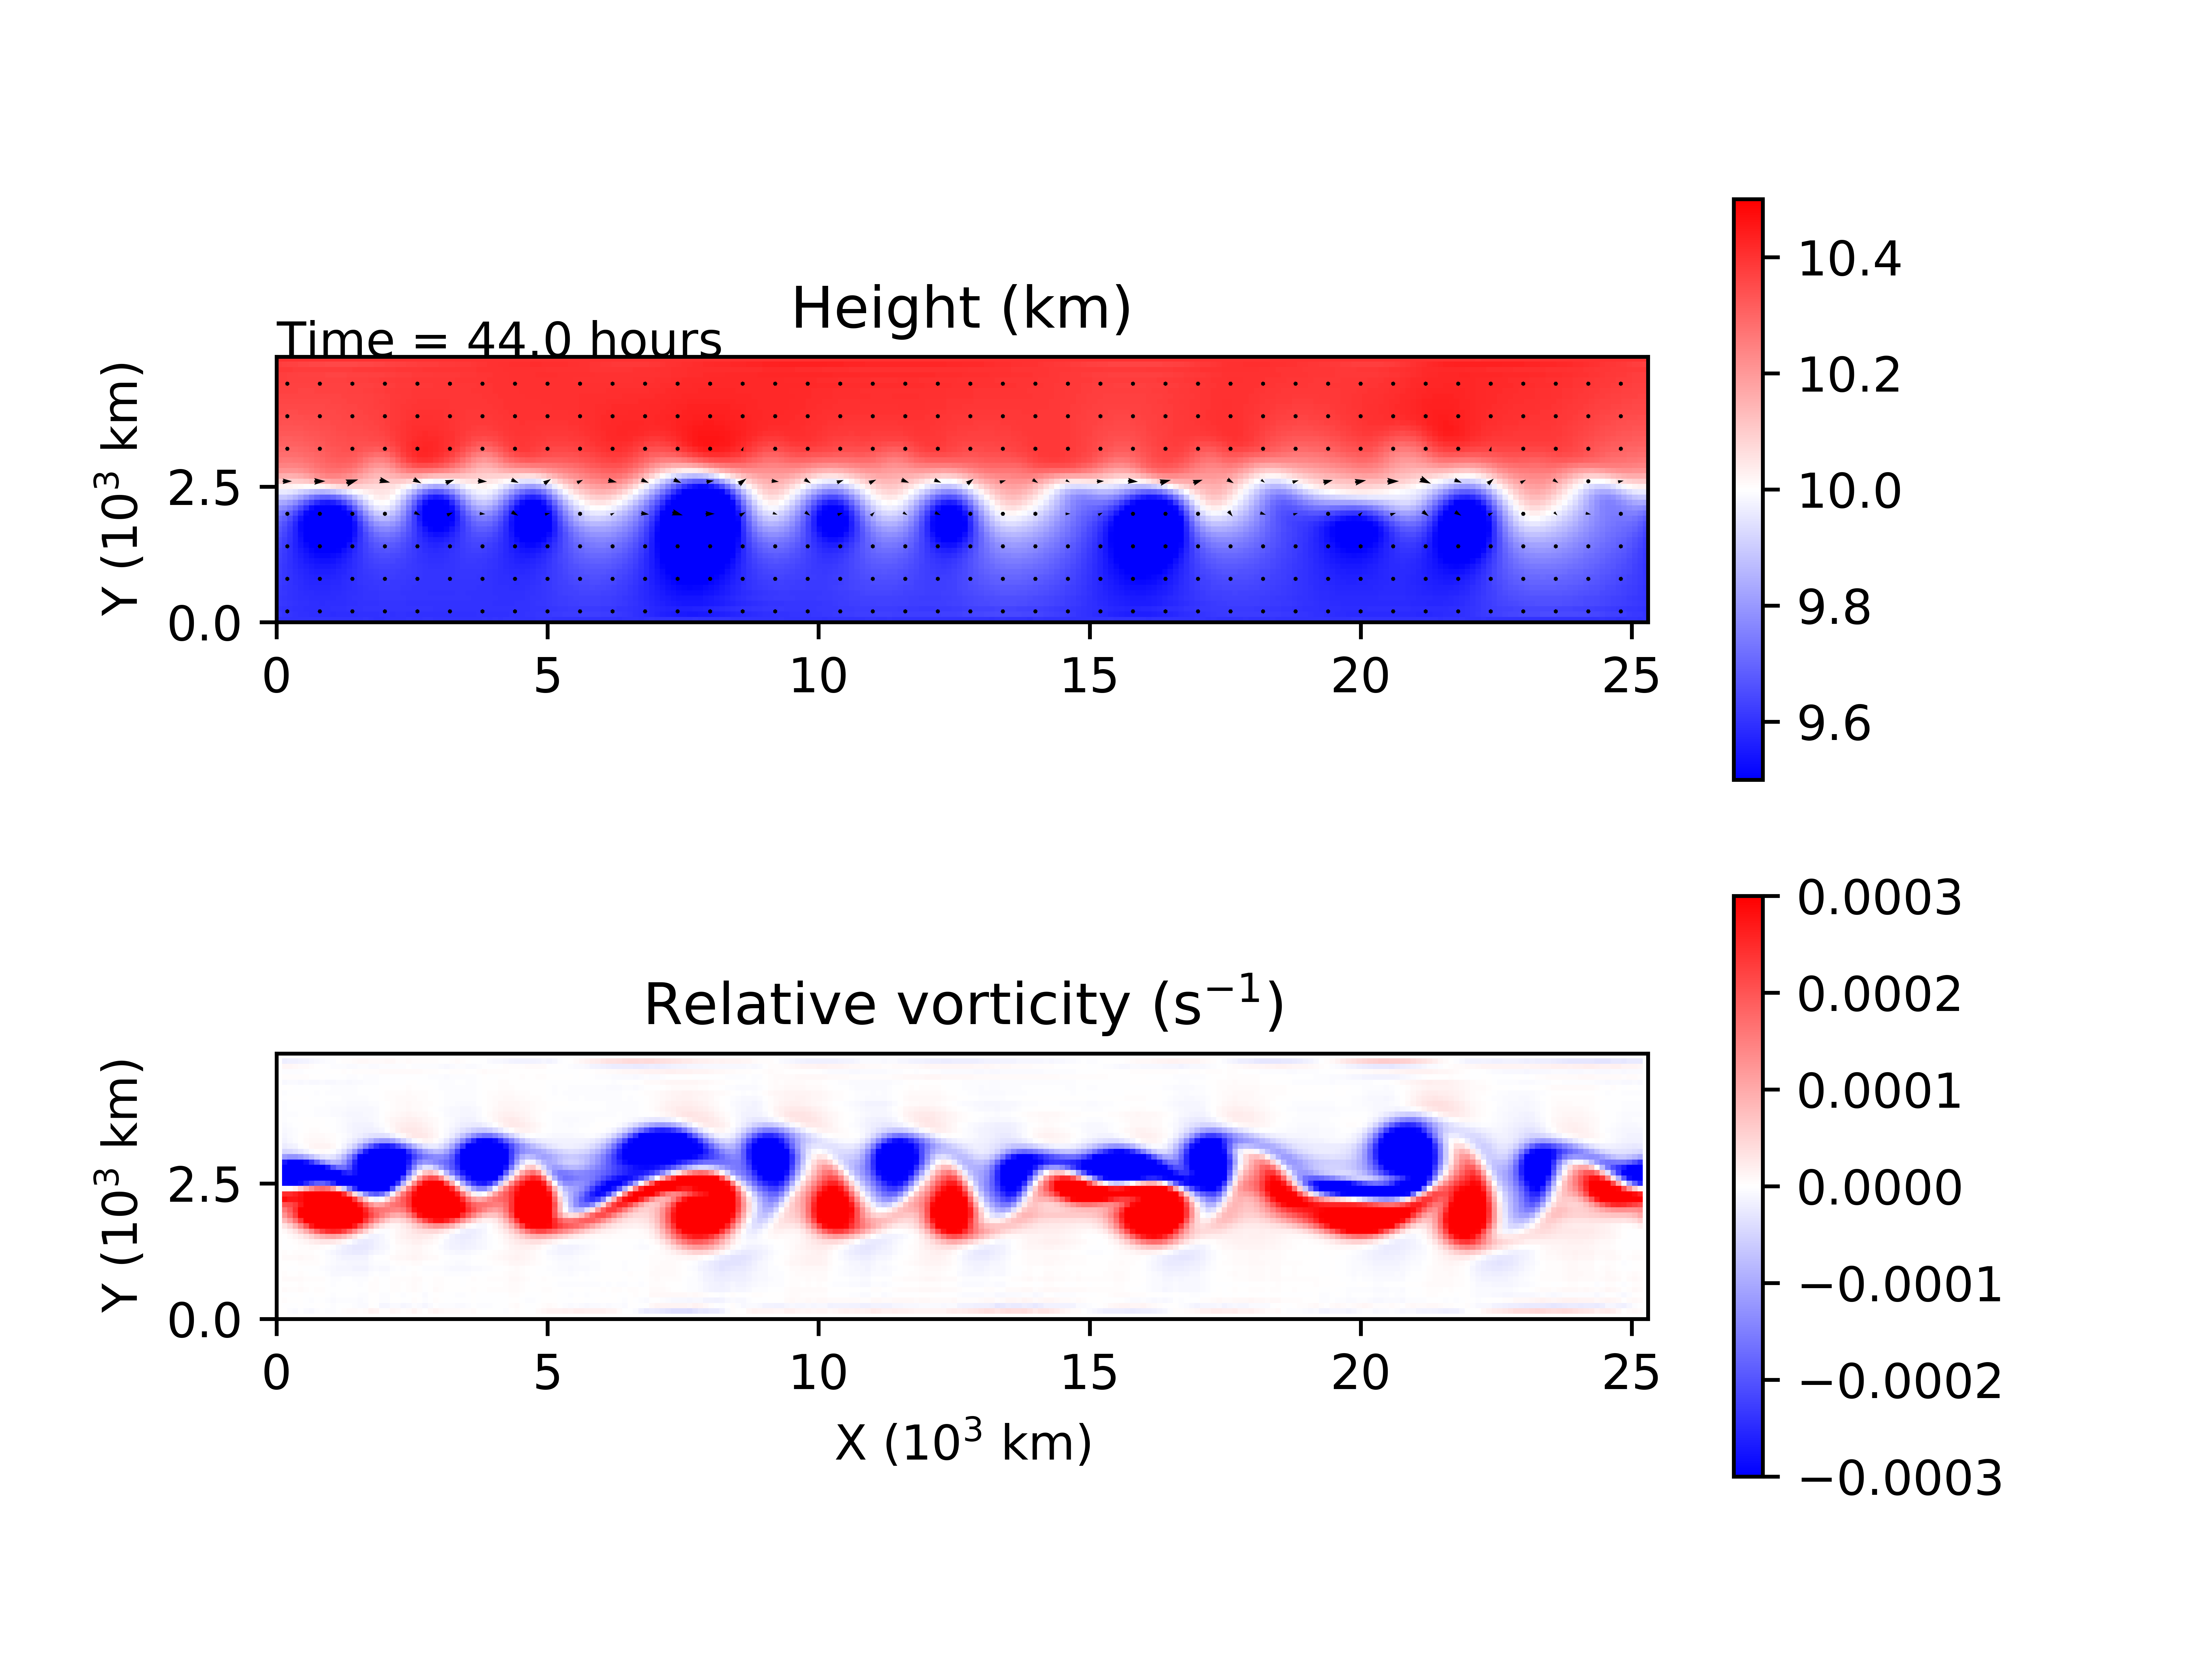 Height (km)
Time = 44.0 hours
Y (10³ km)
2.5
0.0
0 5 10 15 20 25
10.4
10.2
10.0
9.8
9.6
Relative vorticity (s⁻¹)
Y (10³ km)
2.5
0.0
0 5 10 15 20 25
X (10³ km)
0.0003
0.0002
0.0001
0.0000
−0.0001
−0.0002
−0.0003